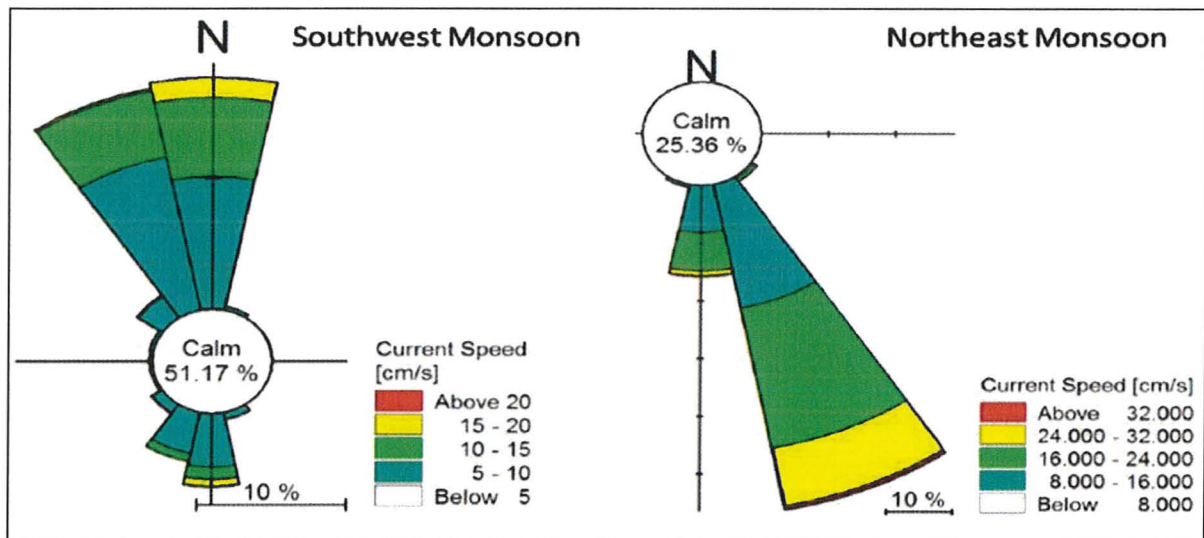 N Southwest Monsoon
Calm
51.17 %
Current Speed
[cm/s]
Above 20
15 - 20
10 - 15
5 - 10
Below 5
10 %
Northeast Monsoon
N
Calm
25.36 %
Current Speed [cm/s]
Above 32.000
24.000 - 32.000
16.000 - 24.000
8.000 - 16.000
Below 8.000
10 %